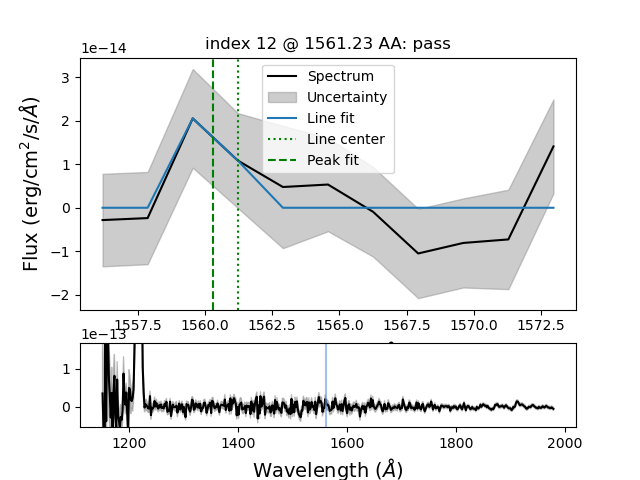 index 12 @ 1561.23 AA: pass
1e−14
Flux (erg/cm²/s/Å)
3
2
1
0
−1
−2
Spectrum
Uncertainty
Line fit
Line center
Peak fit
1557.5 1560.0 1562.5 1565.0 1567.5 1570.0 1572.5
1e−13
1
0
1200 1400 1600 1800 2000
Wavelength (Å)